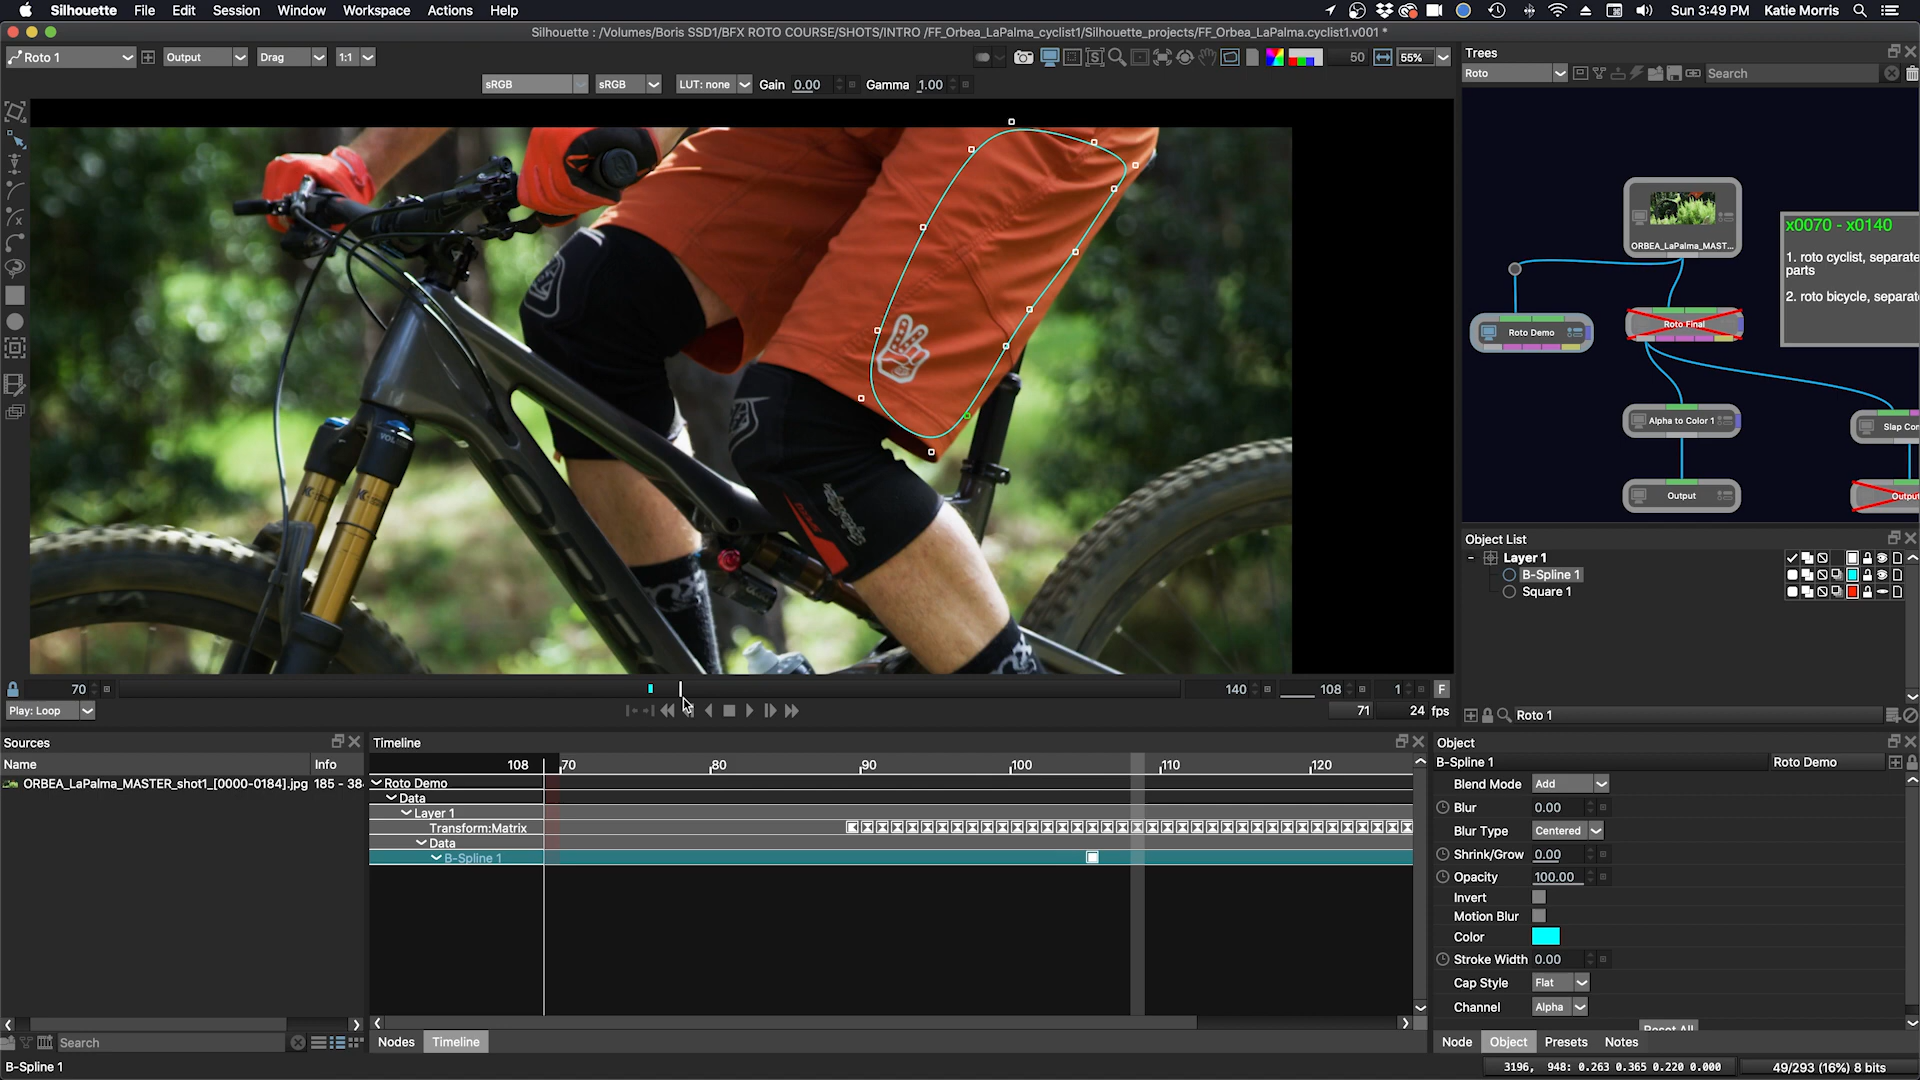 Silhouette File Edit Session Window Workspace Actions Help
Sun 3:49 PM Katie Morris
Silhouette : /Volumes/Boris SSD1/BFX ROTO COURSE/SHOTS/INTRO /FF_Orbea_LaPalma_cyclist1/Silhouette_projects/FF_Orbea_LaPalma.cyclist1.v001 *
Roto 1 Output Drag 1:1
50 55%
sRGB sRGB LUT: none Gain 0.00 Gamma 1.00
Trees
Roto Search
ORBEA_LaPalma_MAST...
x0070 - x0140
1. roto cyclist, separate
parts
2. roto bicycle, separat
Roto Demo
Roto Final
Alpha to Color 1
Slap Con
Output
Output
Object List
Layer 1
B-Spline 1
Square 1
Roto 1
70 140 108 1 F
Play: Loop
71 24 fps
Sources
Name Info
ORBEA_LaPalma_MASTER_shot1_[0000-0184].jpg 185 - 38
Search
Timeline
108 70 80 90 100 110 120
Roto Demo
Data
Layer 1
Transform:Matrix
Data
B-Spline 1
Nodes Timeline
Object
B-Spline 1 Roto Demo
Blend Mode Add
Blur 0.00
Blur Type Centered
Shrink/Grow 0.00
Opacity 100.00
Invert
Motion Blur
Color
Stroke Width 0.00
Cap Style Flat
Channel Alpha
Reset All
Node Object Presets Notes
B-Spline 1
3196, 948: 0.263 0.365 0.220 0.000 49/293 (16%) 8 bits